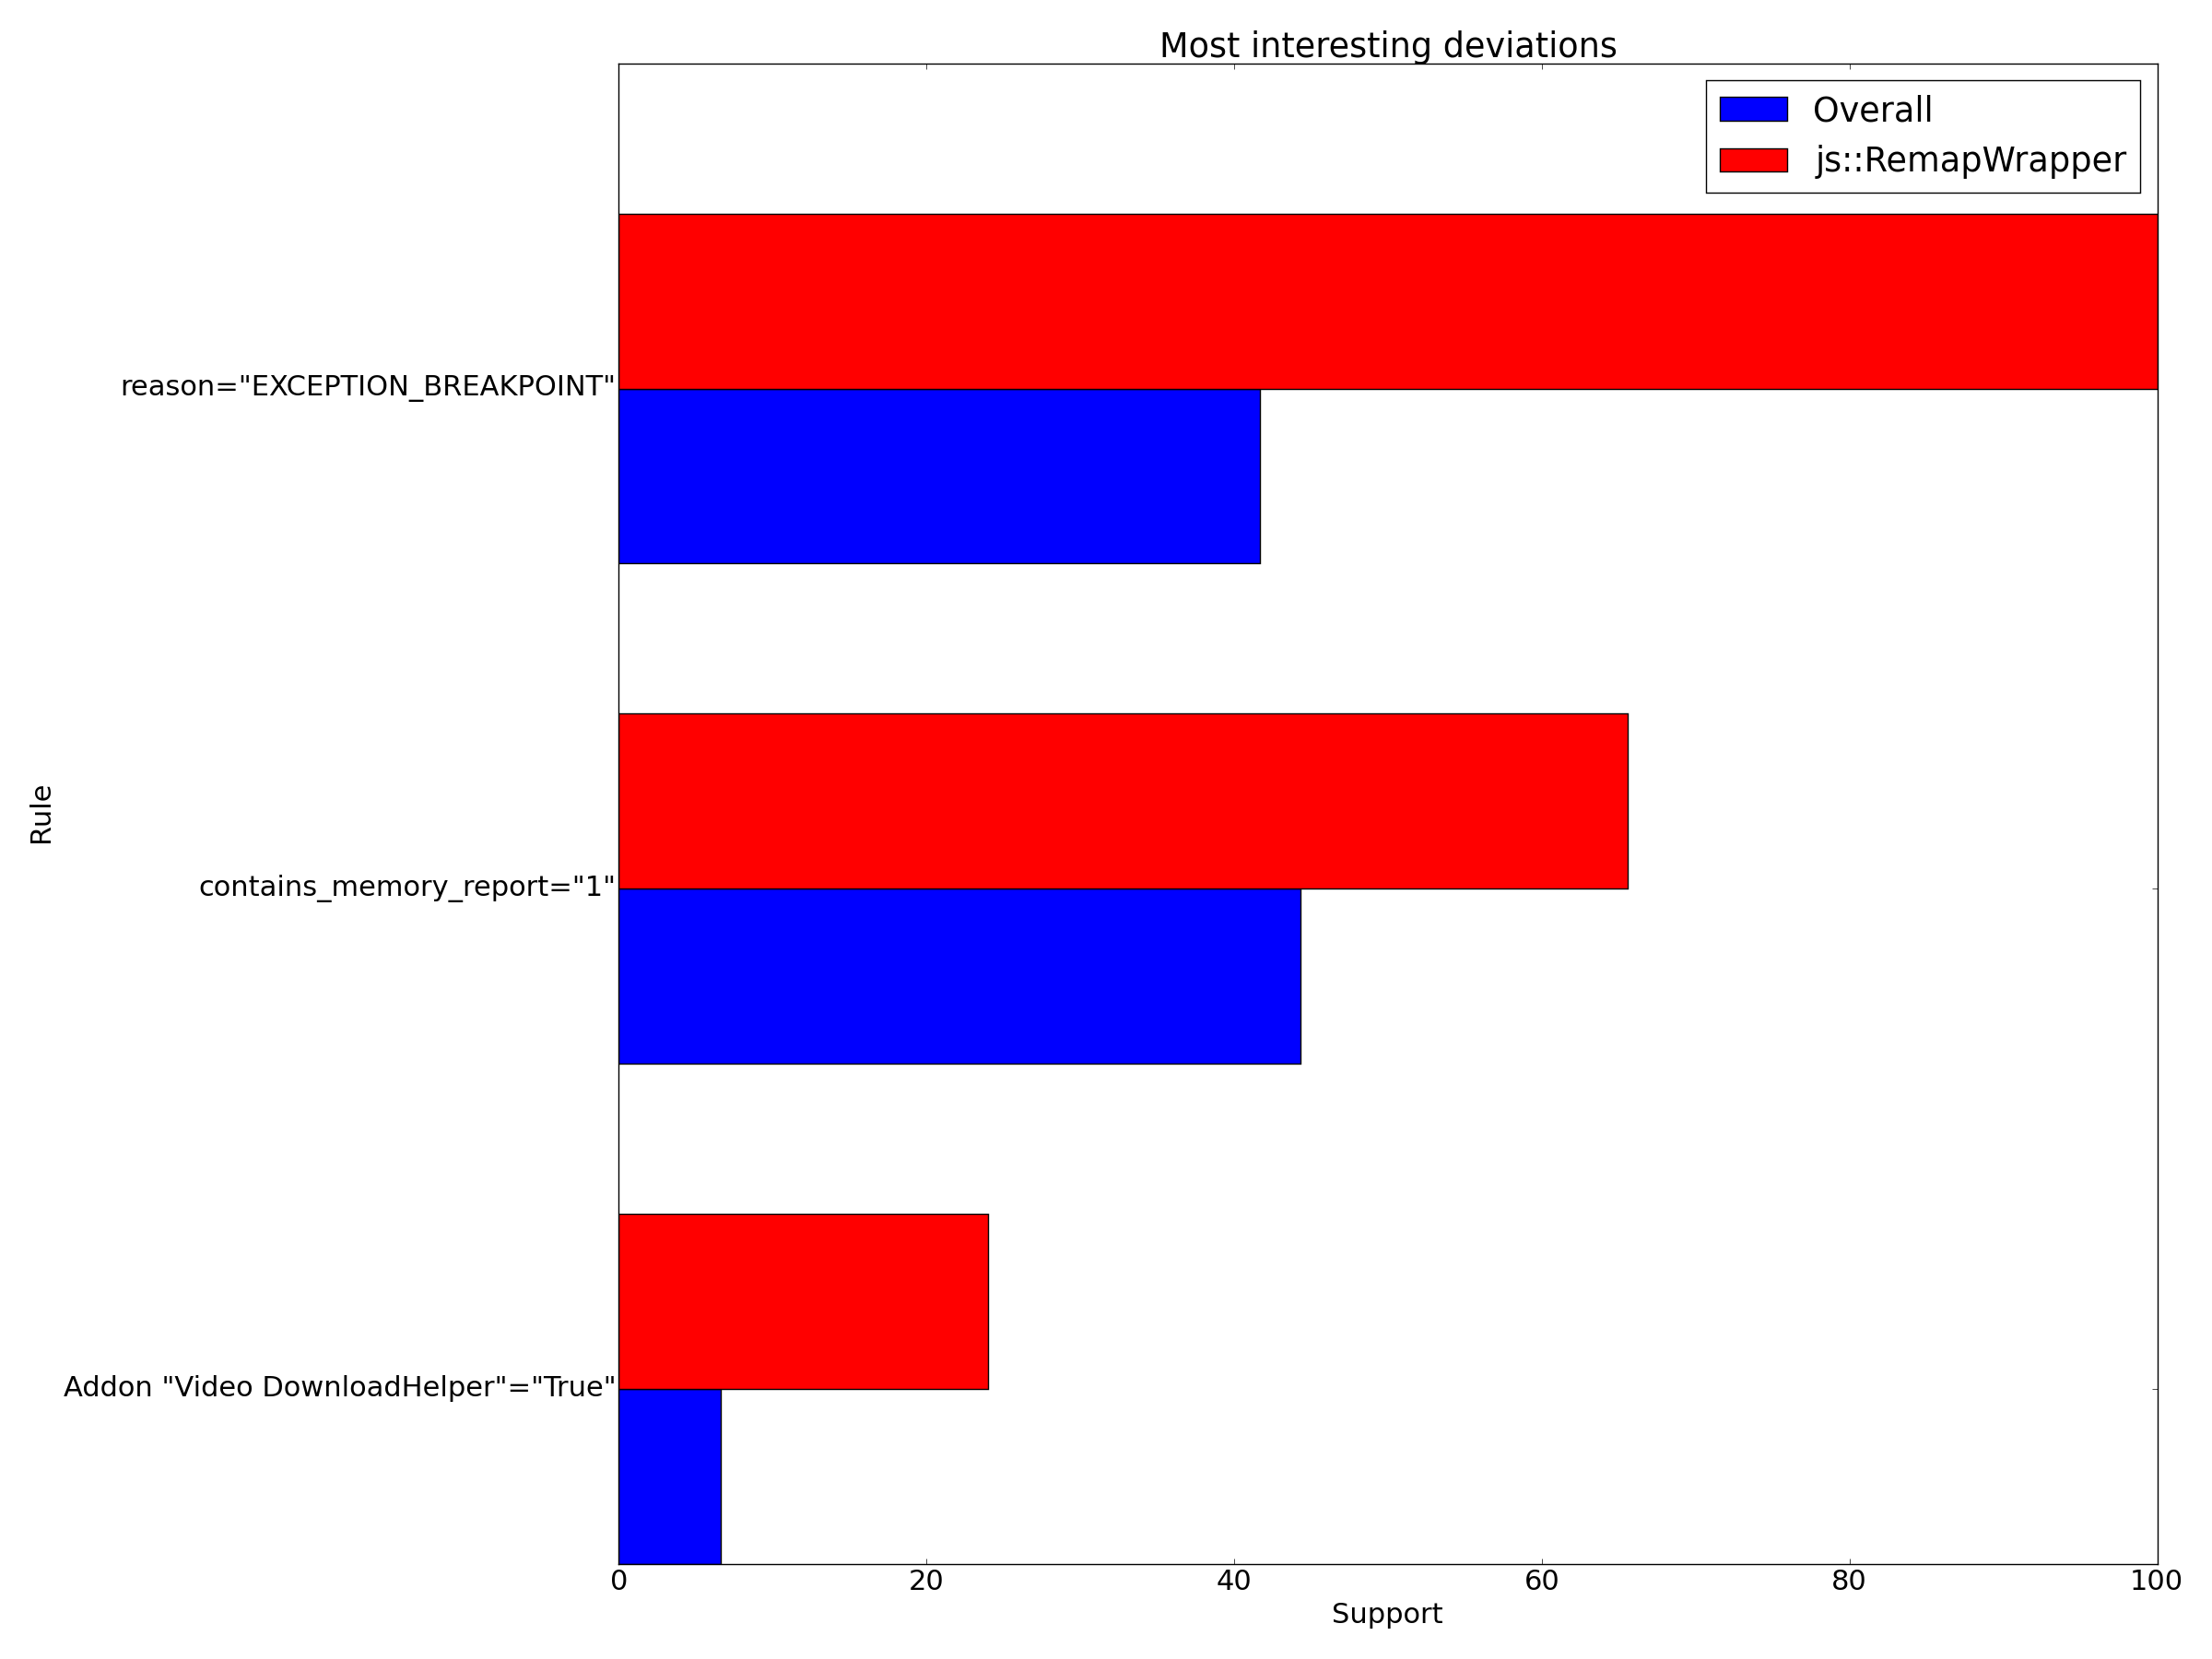 Most interesting deviations
Overall
js::RemapWrapper
reason="EXCEPTION_BREAKPOINT"
contains_memory_report="1"
Addon "Video DownloadHelper"="True"
Rule
0 20 40 60 80 100
Support